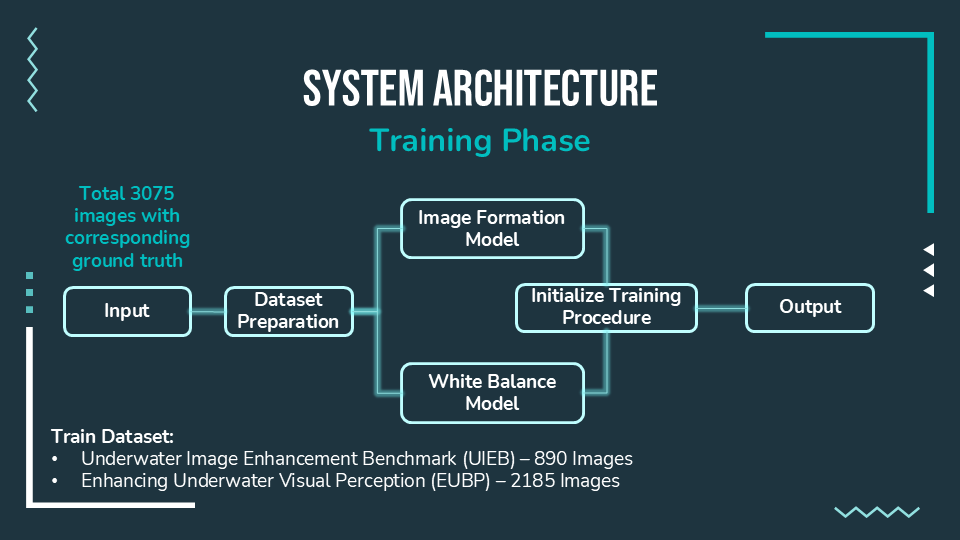 SYSTEM ARCHITECTURE
Training Phase
Total 3075
images with
corresponding
ground truth
Input
Dataset
Preparation
Image Formation
Model
White Balance
Model
Initialize Training
Procedure
Output
Train Dataset:
• Underwater Image Enhancement Benchmark (UIEB) – 890 Images
• Enhancing Underwater Visual Perception (EUBP) – 2185 Images